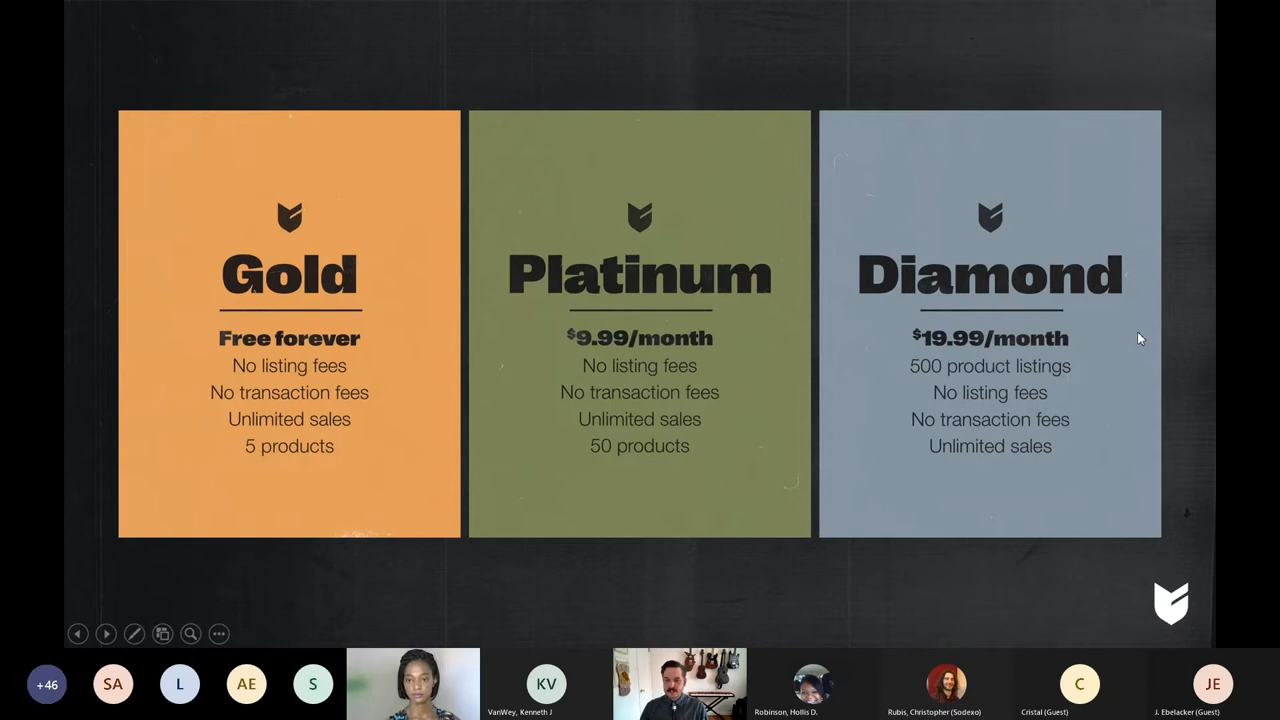 Gold
Free forever
No listing fees
No transaction fees
Unlimited sales
5 products
Platinum
$9.99/month
No listing fees
No transaction fees
Unlimited sales
50 products
Diamond
$19.99/month
500 product listings
No listing fees
No transaction fees
Unlimited sales
+46
SA
L
AE
S
KV
VanWey, Kenneth J
Robinson, Hollis D.
Rubis, Christopher (Sodexo)
C
Cristal (Guest)
JE
J. Ebelacker (Guest)